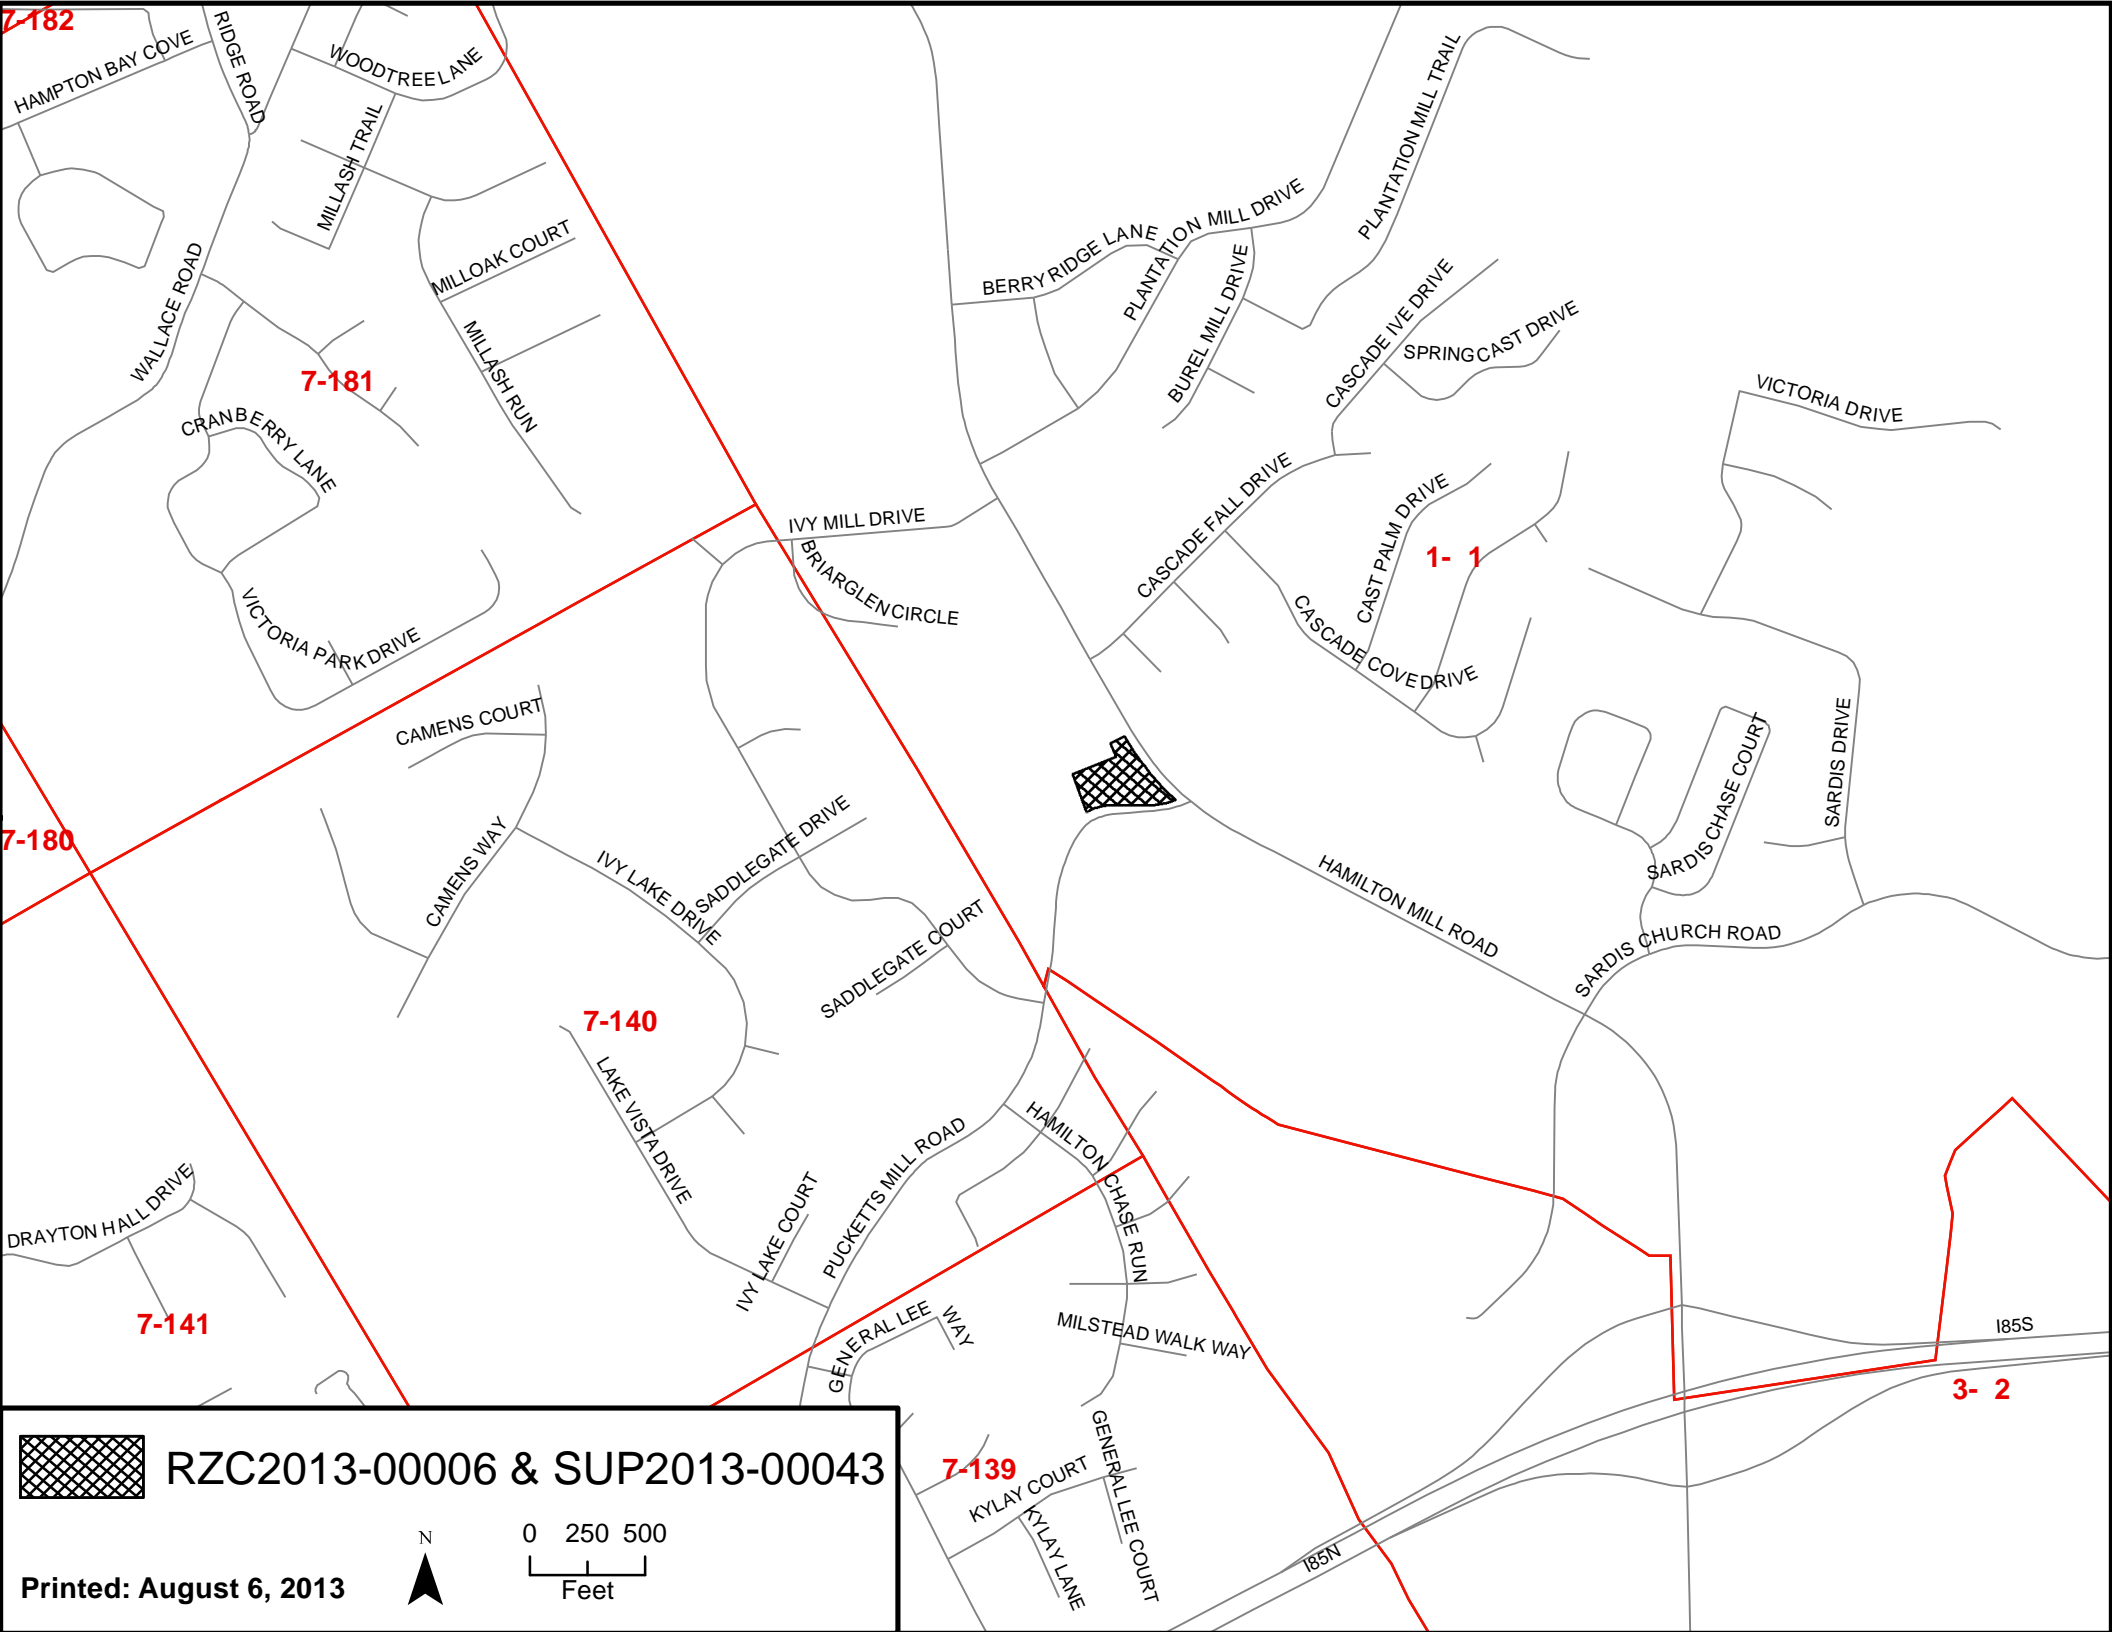 7-182
HAMPTON BAY COVE
RIDGE ROAD
WOODTREE LANE
MILLASH TRAIL
MILLOAK COURT
WALLACE ROAD
7-181
MILLASH RUN
CRANBERRY LANE
VICTORIA PARK DRIVE
PLANTATION MILL TRAIL
BERRY RIDGE LANE
PLANTATION MILL DRIVE
BUREL MILL DRIVE
CASCADE IVE DRIVE
SPRINGCAST DRIVE
VICTORIA DRIVE
IVY MILL DRIVE
BRIARGLEN CIRCLE
CASCADE FALL DRIVE
CAST PALM DRIVE
1- 1
CASCADE COVE DRIVE
CAMENS COURT
SARDIS DRIVE
SARDIS CHASE COURT
7-180
CAMENS WAY
IVY LAKE DRIVE
SADDLEGATE DRIVE
SADDLEGATE COURT
HAMILTON MILL ROAD
SARDIS CHURCH ROAD
7-140
LAKE VISTA DRIVE
IVY LAKE COURT
PUCKETTS MILL ROAD
HAMILTON CHASE RUN
DRAYTON HALL DRIVE
7-141
GENERAL LEE WAY
MILSTEAD WALK WAY
I85S
3- 2
7-139
KYLAY COURT
KYLAY LANE
GENERAL LEE COURT
I85N
RZC2013-00006 & SUP2013-00043
N
0 250 500
Feet
Printed: August 6, 2013